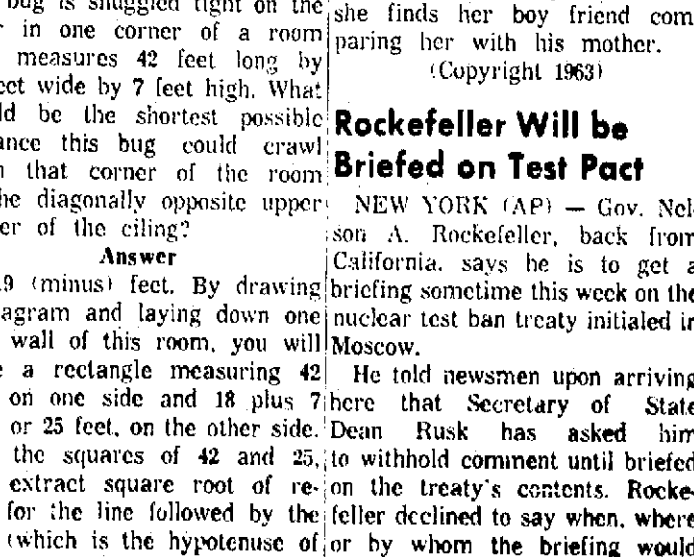 bug is snuggled tight on the
in one corner of a room
measures 42 feet long by
wide by 7 feet high. What
be the shortest possible
this bug could crawl
that corner of the room
diagonally opposite upper
of the ciling?
Answer
9 (minus) feet. By drawing
and laying down one
wall of this room, you will
a rectangle measuring 42
on one side and 18 plus 7
or 25 feet, on the other side.
the squares of 42 and 25,
extract square root of re-
for the line followed by the
(which is the hypotenuse of
she finds her boy friend com
paring her with his mother.
(Copyright 1963)
Rockefeller Will be
Briefed on Test Pact
NEW YORK (AP) — Gov. Nel
son A. Rockefeller, back from
California, says he is to get a
briefing sometime this week on the
nuclear test ban treaty initialed in
Moscow.
He told newsmen upon arriving
here that Secretary of State
Dean Rusk has asked him
to withhold comment until briefed
on the treaty's contents. Rocke-
feller declined to say when, where
or by whom the briefing would